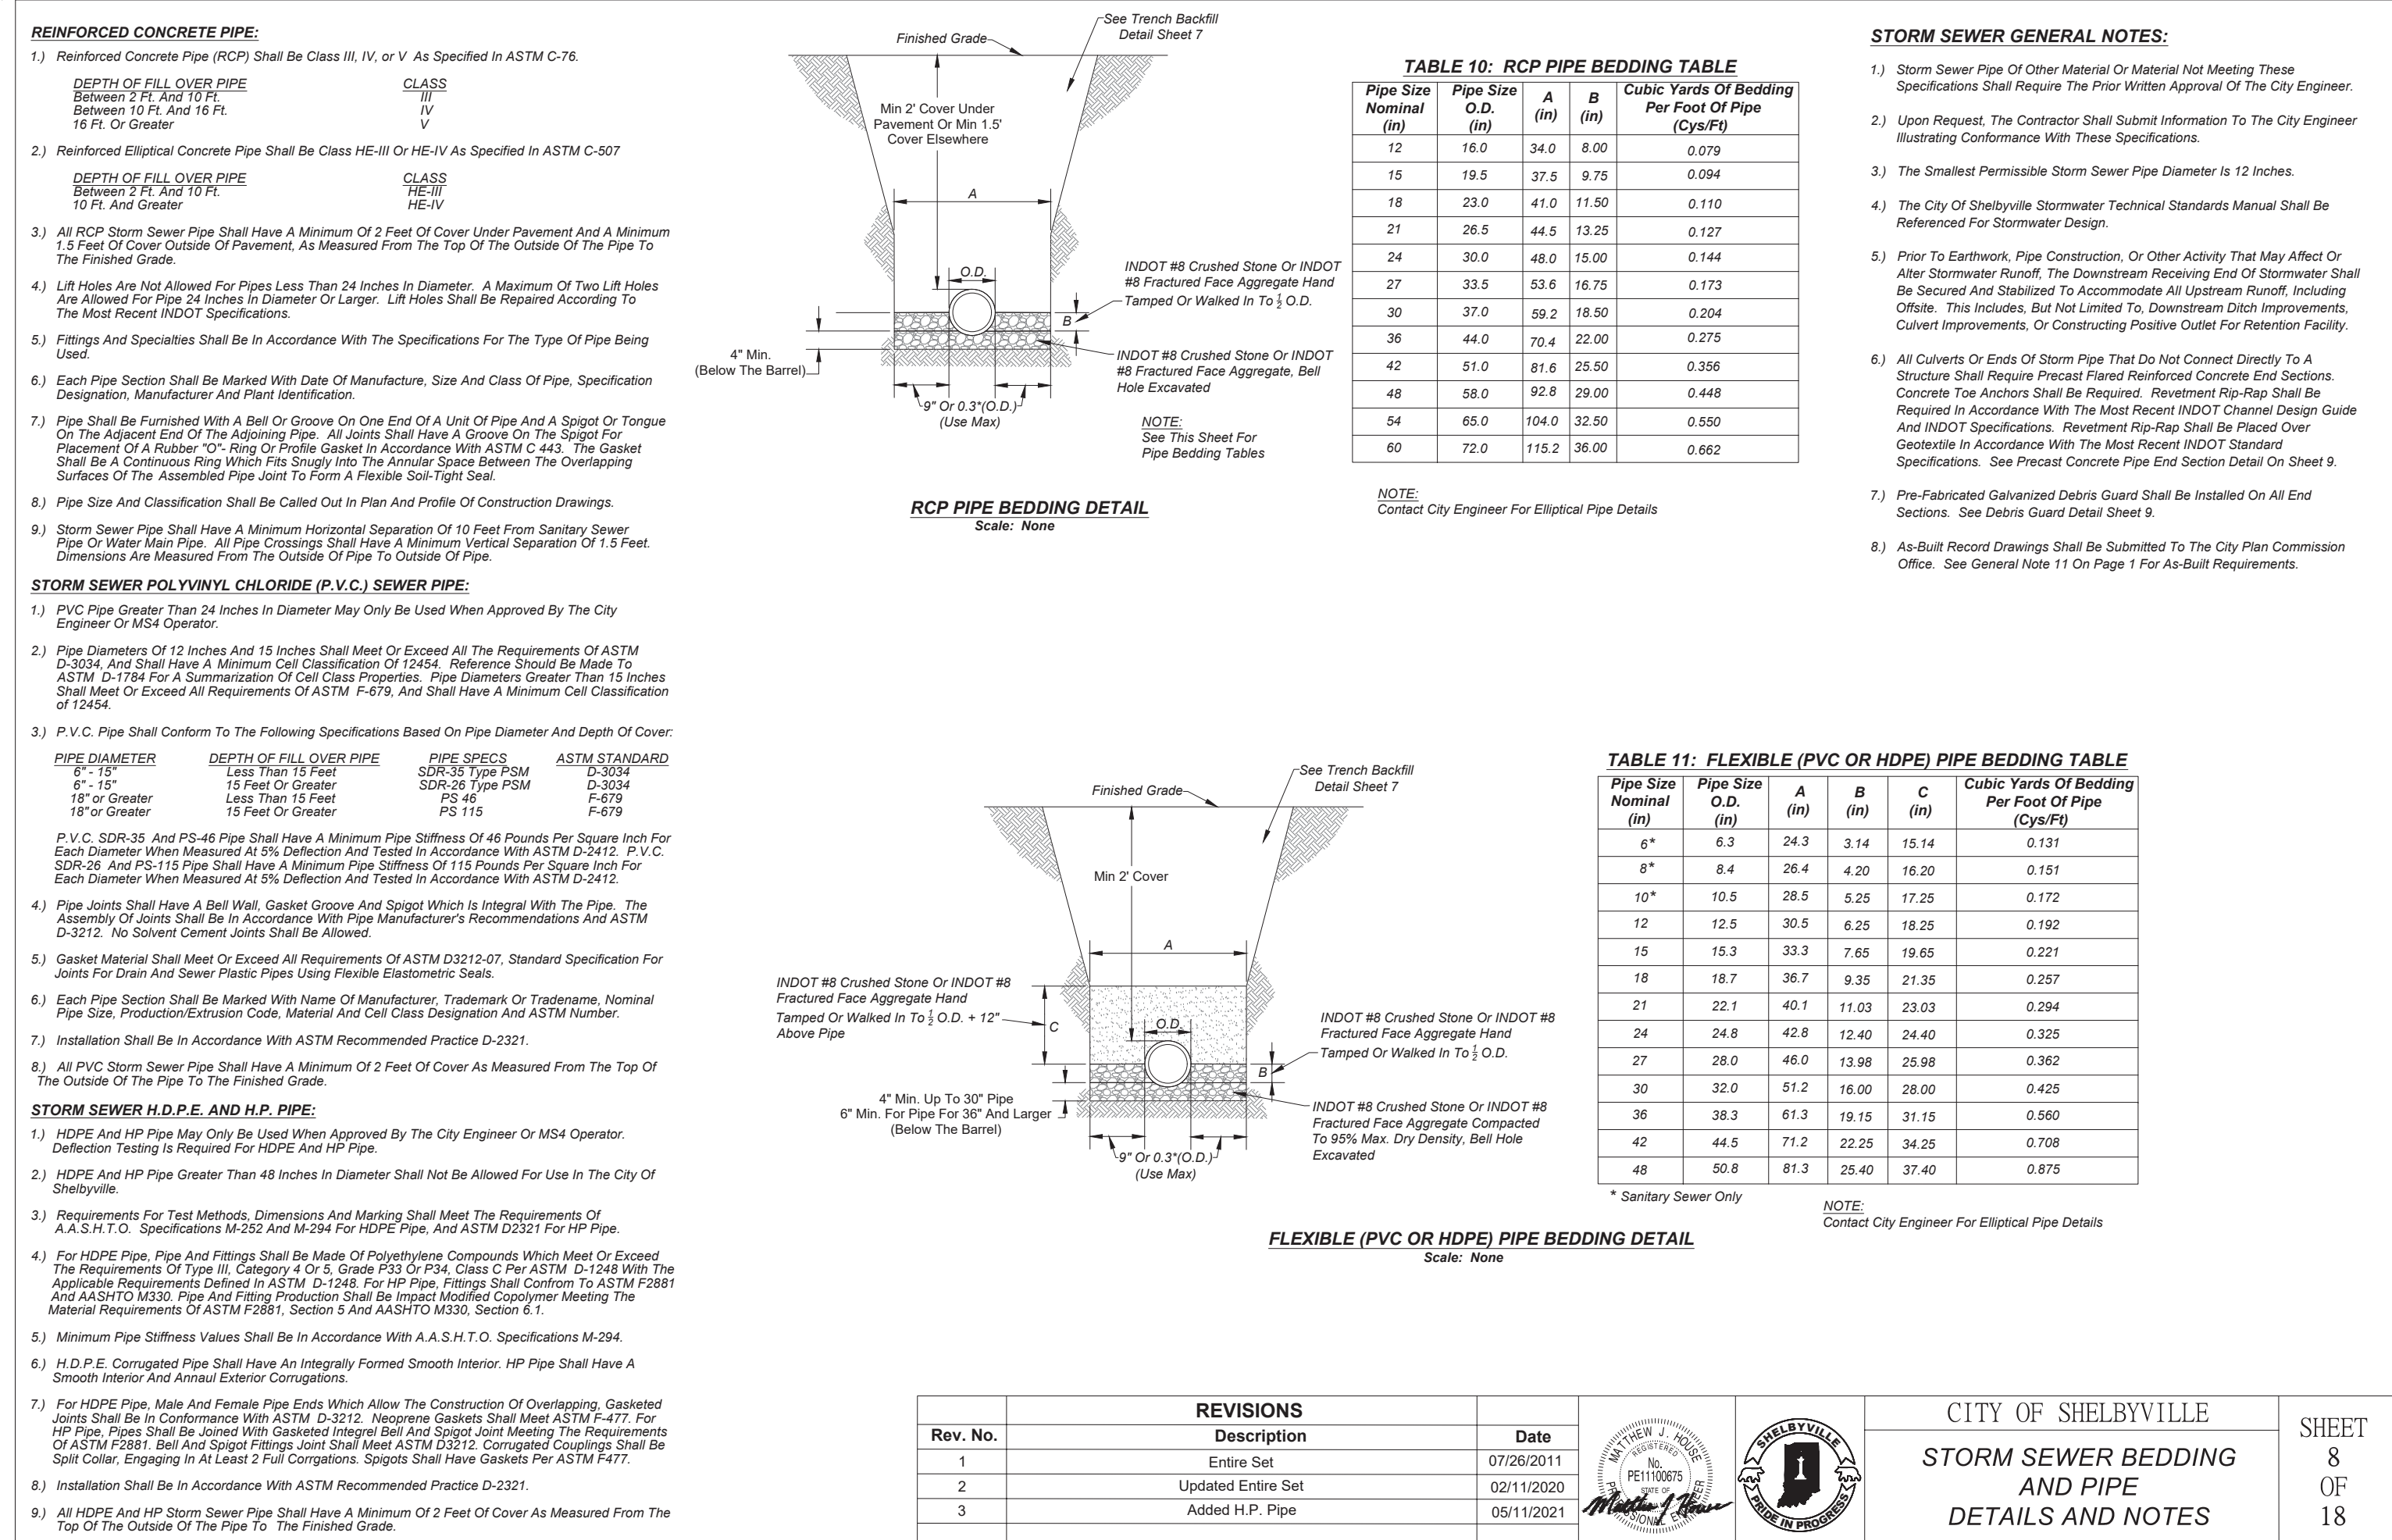 REINFORCED CONCRETE PIPE:
1.) Reinforced Concrete Pipe (RCP) Shall Be Class III, IV, or V As Specified In ASTM C-76.
DEPTH OF FILL OVER PIPE CLASS
Between 2 Ft. And 10 Ft. III
Between 10 Ft. And 16 Ft. IV
16 Ft. Or Greater V
2.) Reinforced Elliptical Concrete Pipe Shall Be Class HE-III Or HE-IV As Specified In ASTM C-507
DEPTH OF FILL OVER PIPE CLASS
Between 2 Ft. And 10 Ft. HE-III
10 Ft. And Greater HE-IV
3.) All RCP Storm Sewer Pipe Shall Have A Minimum Of 2 Feet Of Cover Under Pavement And A Minimum
1.5 Feet Of Cover Outside Of Pavement, As Measured From The Top Of The Outside Of The Pipe To
The Finished Grade.
4.) Lift Holes Are Not Allowed For Pipes Less Than 24 Inches In Diameter. A Maximum Of Two Lift Holes
Are Allowed For Pipe 24 Inches In Diameter Or Larger. Lift Holes Shall Be Repaired According To
The Most Recent INDOT Specifications.
5.) Fittings And Specialties Shall Be In Accordance With The Specifications For The Type Of Pipe Being
Used.
6.) Each Pipe Section Shall Be Marked With Date Of Manufacture, Size And Class Of Pipe, Specification
Designation, Manufacturer And Plant Identification.
7.) Pipe Shall Be Furnished With A Bell Or Groove On One End Of A Unit Of Pipe And A Spigot Or Tongue
On The Adjacent End Of The Adjoining Pipe. All Joints Shall Have A Groove On The Spigot For
Placement Of A Rubber "O"- Ring Or Profile Gasket In Accordance With ASTM C 443. The Gasket
Shall Be A Continuous Ring Which Fits Snugly Into The Annular Space Between The Overlapping
Surfaces Of The Assembled Pipe Joint To Form A Flexible Soil-Tight Seal.
8.) Pipe Size And Classification Shall Be Called Out In Plan And Profile Of Construction Drawings.
9.) Storm Sewer Pipe Shall Have A Minimum Horizontal Separation Of 10 Feet From Sanitary Sewer
Pipe Or Water Main Pipe. All Pipe Crossings Shall Have A Minimum Vertical Separation Of 1.5 Feet.
Dimensions Are Measured From The Outside Of Pipe To Outside Of Pipe.
STORM SEWER POLYVINYL CHLORIDE (P.V.C.) SEWER PIPE:
1.) PVC Pipe Greater Than 24 Inches In Diameter May Only Be Used When Approved By The City
Engineer Or MS4 Operator.
2.) Pipe Diameters Of 12 Inches And 15 Inches Shall Meet Or Exceed All The Requirements Of ASTM
D-3034, And Shall Have A Minimum Cell Classification Of 12454. Reference Should Be Made To
ASTM D-1784 For A Summarization Of Cell Class Properties. Pipe Diameters Greater Than 15 Inches
Shall Meet Or Exceed All Requirements Of ASTM F-679, And Shall Have A Minimum Cell Classification
of 12454.
3.) P.V.C. Pipe Shall Conform To The Following Specifications Based On Pipe Diameter And Depth Of Cover:
PIPE DIAMETER DEPTH OF FILL OVER PIPE PIPE SPECS ASTM STANDARD
6" - 15" Less Than 15 Feet SDR-35 Type PSM D-3034
6" - 15" 15 Feet Or Greater SDR-26 Type PSM D-3034
18" or Greater Less Than 15 Feet PS 46 F-679
18" or Greater 15 Feet Or Greater PS 115 F-679
P.V.C. SDR-35 And PS-46 Pipe Shall Have A Minimum Pipe Stiffness Of 46 Pounds Per Square Inch For
Each Diameter When Measured At 5% Deflection And Tested In Accordance With ASTM D-2412. P.V.C.
SDR-26 And PS-115 Pipe Shall Have A Minimum Pipe Stiffness Of 115 Pounds Per Square Inch For
Each Diameter When Measured At 5% Deflection And Tested In Accordance With ASTM D-2412.
4.) Pipe Joints Shall Have A Bell Wall, Gasket Groove And Spigot Which Is Integral With The Pipe. The
Assembly Of Joints Shall Be In Accordance With Pipe Manufacturer's Recommendations And ASTM
D-3212. No Solvent Cement Joints Shall Be Allowed.
5.) Gasket Material Shall Meet Or Exceed All Requirements Of ASTM D3212-07, Standard Specification For
Joints For Drain And Sewer Plastic Pipes Using Flexible Elastometric Seals.
6.) Each Pipe Section Shall Be Marked With Name Of Manufacturer, Trademark Or Tradename, Nominal
Pipe Size, Production/Extrusion Code, Material And Cell Class Designation And ASTM Number.
7.) Installation Shall Be In Accordance With ASTM Recommended Practice D-2321.
8.) All PVC Storm Sewer Pipe Shall Have A Minimum Of 2 Feet Of Cover As Measured From The Top Of
The Outside Of The Pipe To The Finished Grade.
STORM SEWER H.D.P.E. AND H.P. PIPE:
1.) HDPE And HP Pipe May Only Be Used When Approved By The City Engineer Or MS4 Operator.
Deflection Testing Is Required For HDPE And HP Pipe.
2.) HDPE And HP Pipe Greater Than 48 Inches In Diameter Shall Not Be Allowed For Use In The City Of
Shelbyville.
3.) Requirements For Test Methods, Dimensions And Marking Shall Meet The Requirements Of
A.A.S.H.T.O. Specifications M-252 And M-294 For HDPE Pipe, And ASTM D2321 For HP Pipe.
4.) For HDPE Pipe, Pipe And Fittings Shall Be Made Of Polyethylene Compounds Which Meet Or Exceed
The Requirements Of Type III, Category 4 Or 5, Grade P33 Or P34, Class C Per ASTM D-1248 With The
Applicable Requirements Defined In ASTM D-1248. For HP Pipe, Fittings Shall Confrom To ASTM F2881
And AASHTO M330. Pipe And Fitting Production Shall Be Impact Modified Copolymer Meeting The
Material Requirements Of ASTM F2881, Section 5 And AASHTO M330, Section 6.1.
5.) Minimum Pipe Stiffness Values Shall Be In Accordance With A.A.S.H.T.O. Specifications M-294.
6.) H.D.P.E. Corrugated Pipe Shall Have An Integrally Formed Smooth Interior. HP Pipe Shall Have A
Smooth Interior And Annaul Exterior Corrugations.
7.) For HDPE Pipe, Male And Female Pipe Ends Which Allow The Construction Of Overlapping, Gasketed
Joints Shall Be In Conformance With ASTM D-3212. Neoprene Gaskets Shall Meet ASTM F-477. For
HP Pipe, Pipes Shall Be Joined With Gasketed Integrel Bell And Spigot Joint Meeting The Requirements
Of ASTM F2881. Bell And Spigot Fittings Joint Shall Meet ASTM D3212. Corrugated Couplings Shall Be
Split Collar, Engaging In At Least 2 Full Corrgations. Spigots Shall Have Gaskets Per ASTM F477.
8.) Installation Shall Be In Accordance With ASTM Recommended Practice D-2321.
9.) All HDPE And HP Storm Sewer Pipe Shall Have A Minimum Of 2 Feet Of Cover As Measured From The
Top Of The Outside Of The Pipe To The Finished Grade.
See Trench Backfill
Detail Sheet 7
Finished Grade
Min 2' Cover Under
Pavement Or Min 1.5'
Cover Elsewhere
A
O.D.
INDOT #8 Crushed Stone Or INDOT
#8 Fractured Face Aggregate Hand
Tamped Or Walked In To 1/2 O.D.
B
4" Min.
(Below The Barrel)
INDOT #8 Crushed Stone Or INDOT
#8 Fractured Face Aggregate, Bell
Hole Excavated
9" Or 0.3*(O.D.)
(Use Max)
NOTE:
See This Sheet For
Pipe Bedding Tables
RCP PIPE BEDDING DETAIL
Scale: None
TABLE 10: RCP PIPE BEDDING TABLE
Pipe Size Nominal (in) Pipe Size O.D. (in) A (in) B (in) Cubic Yards Of Bedding Per Foot Of Pipe (Cys/Ft)
12 16.0 34.0 8.00 0.079
15 19.5 37.5 9.75 0.094
18 23.0 41.0 11.50 0.110
21 26.5 44.5 13.25 0.127
24 30.0 48.0 15.00 0.144
27 33.5 53.6 16.75 0.173
30 37.0 59.2 18.50 0.204
36 44.0 70.4 22.00 0.275
42 51.0 81.6 25.50 0.356
48 58.0 92.8 29.00 0.448
54 65.0 104.0 32.50 0.550
60 72.0 115.2 36.00 0.662
NOTE:
Contact City Engineer For Elliptical Pipe Details
STORM SEWER GENERAL NOTES:
1.) Storm Sewer Pipe Of Other Material Or Material Not Meeting These
Specifications Shall Require The Prior Written Approval Of The City Engineer.
2.) Upon Request, The Contractor Shall Submit Information To The City Engineer
Illustrating Conformance With These Specifications.
3.) The Smallest Permissible Storm Sewer Pipe Diameter Is 12 Inches.
4.) The City Of Shelbyville Stormwater Technical Standards Manual Shall Be
Referenced For Stormwater Design.
5.) Prior To Earthwork, Pipe Construction, Or Other Activity That May Affect Or
Alter Stormwater Runoff, The Downstream Receiving End Of Stormwater Shall
Be Secured And Stabilized To Accommodate All Upstream Runoff, Including
Offsite. This Includes, But Not Limited To, Downstream Ditch Improvements,
Culvert Improvements, Or Constructing Positive Outlet For Retention Facility.
6.) All Culverts Or Ends Of Storm Pipe That Do Not Connect Directly To A
Structure Shall Require Precast Flared Reinforced Concrete End Sections.
Concrete Toe Anchors Shall Be Required. Revetment Rip-Rap Shall Be
Required In Accordance With The Most Recent INDOT Channel Design Guide
And INDOT Specifications. Revetment Rip-Rap Shall Be Placed Over
Geotextile In Accordance With The Most Recent INDOT Standard
Specifications. See Precast Concrete Pipe End Section Detail On Sheet 9.
7.) Pre-Fabricated Galvanized Debris Guard Shall Be Installed On All End
Sections. See Debris Guard Detail Sheet 9.
8.) As-Built Record Drawings Shall Be Submitted To The City Plan Commission
Office. See General Note 11 On Page 1 For As-Built Requirements.
See Trench Backfill
Detail Sheet 7
Finished Grade
Min 2' Cover
A
INDOT #8 Crushed Stone Or INDOT #8
Fractured Face Aggregate Hand
Tamped Or Walked In To 1/2 O.D. + 12"
Above Pipe
C
O.D.
INDOT #8 Crushed Stone Or INDOT #8
Fractured Face Aggregate Hand
Tamped Or Walked In To 1/2 O.D.
B
4" Min. Up To 30" Pipe
6" Min. For Pipe For 36" And Larger
(Below The Barrel)
INDOT #8 Crushed Stone Or INDOT #8
Fractured Face Aggregate Compacted
To 95% Max. Dry Density, Bell Hole
Excavated
9" Or 0.3*(O.D.)
(Use Max)
FLEXIBLE (PVC OR HDPE) PIPE BEDDING DETAIL
Scale: None
TABLE 11: FLEXIBLE (PVC OR HDPE) PIPE BEDDING TABLE
Pipe Size Nominal (in) Pipe Size O.D. (in) A (in) B (in) C (in) Cubic Yards Of Bedding Per Foot Of Pipe (Cys/Ft)
6* 6.3 24.3 3.14 15.14 0.131
8* 8.4 26.4 4.20 16.20 0.151
10* 10.5 28.5 5.25 17.25 0.172
12 12.5 30.5 6.25 18.25 0.192
15 15.3 33.3 7.65 19.65 0.221
18 18.7 36.7 9.35 21.35 0.257
21 22.1 40.1 11.03 23.03 0.294
24 24.8 42.8 12.40 24.40 0.325
27 28.0 46.0 13.98 25.98 0.362
30 32.0 51.2 16.00 28.00 0.425
36 38.3 61.3 19.15 31.15 0.560
42 44.5 71.2 22.25 34.25 0.708
48 50.8 81.3 25.40 37.40 0.875
* Sanitary Sewer Only
NOTE:
Contact City Engineer For Elliptical Pipe Details
REVISIONS
Rev. No. Description Date
1 Entire Set 07/26/2011
2 Updated Entire Set 02/11/2020
3 Added H.P. Pipe 05/11/2021
MATTHEW J. HOUSE
REGISTERED
No.
PE11100675
STATE OF
PROFESSIONAL ENGINEER
Matthew J. House
SHELBYVILLE
PRIDE IN PROGRESS
CITY OF SHELBYVILLE
STORM SEWER BEDDING
AND PIPE
DETAILS AND NOTES
SHEET
8
OF
18